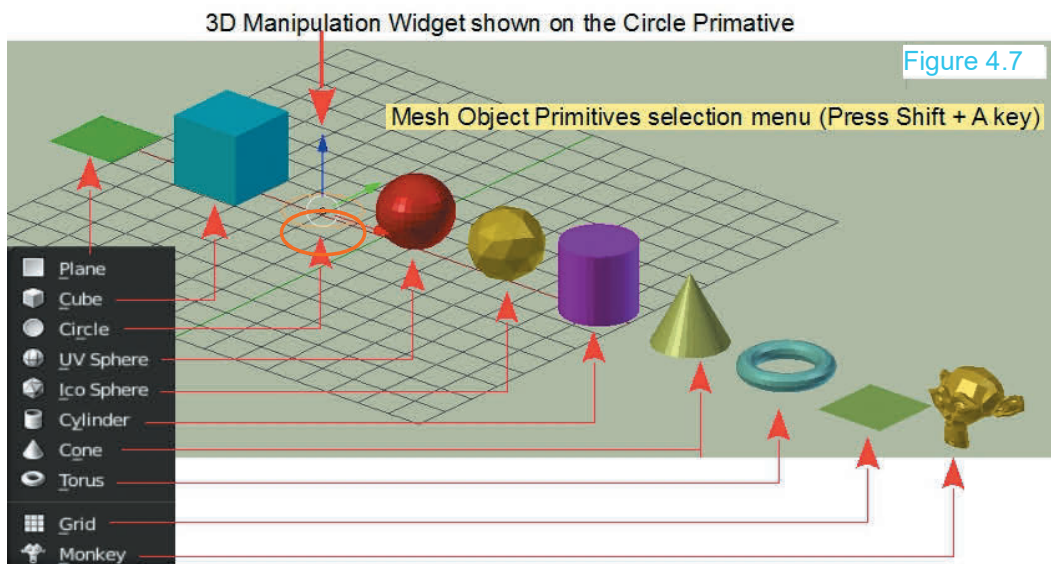 3D Manipulation Widget shown on the Circle Primative
Figure 4.7
Mesh Object Primitives selection menu (Press Shift + A key)
Plane
Cube
Circle
UV Sphere
Ico Sphere
Cylinder
Cone
Torus
Grid
Monkey